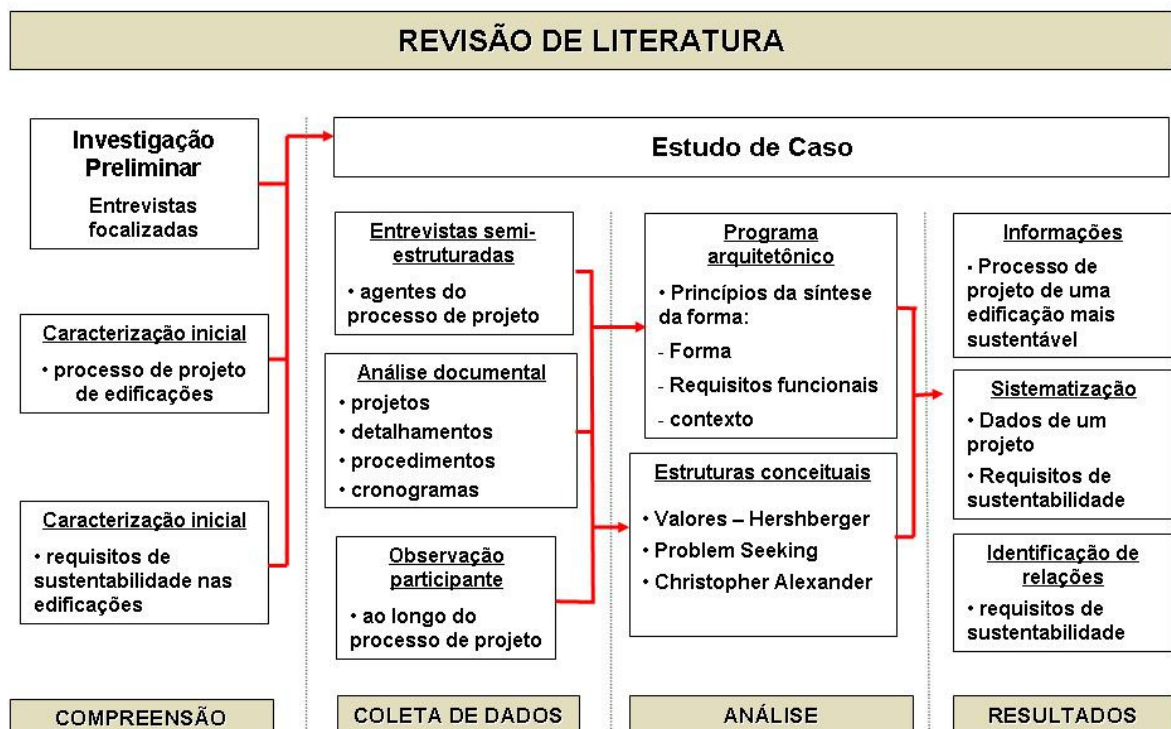 REVISÃO DE LITERATURA
Investigação
Preliminar
Entrevistas
focalizadas
Caracterização inicial
• processo de projeto
de edificações
Caracterização inicial
• requisitos de
sustentabilidade nas
edificações
COMPREENSÃO
Estudo de Caso
Entrevistas semi-
estruturadas
• agentes do
processo de projeto
Análise documental
• projetos
• detalhamentos
• procedimentos
• cronogramas
Observação
participante
• ao longo do
processo de projeto
COLETA DE DADOS
Programa
arquitetônico
• Princípios da síntese
da forma:
- Forma
- Requisitos funcionais
- contexto
Estruturas conceituais
• Valores – Hershberger
• Problem Seeking
• Christopher Alexander
ANÁLISE
Informações
- Processo de
projeto de uma
edificação mais
sustentável
Sistematização
• Dados de um
projeto
• Requisitos de
sustentabilidade
Identificação de
relações
• requisitos de
sustentabilidade
RESULTADOS